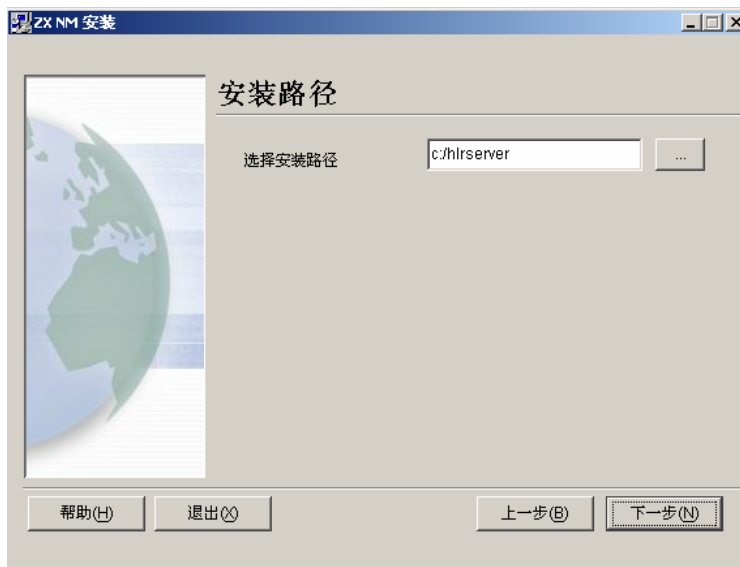 ZX NM 安装
安装路径
选择安装路径 c:/hlrserver ...
帮助(H) 退出(X) 上一步(B) 下一步(N)